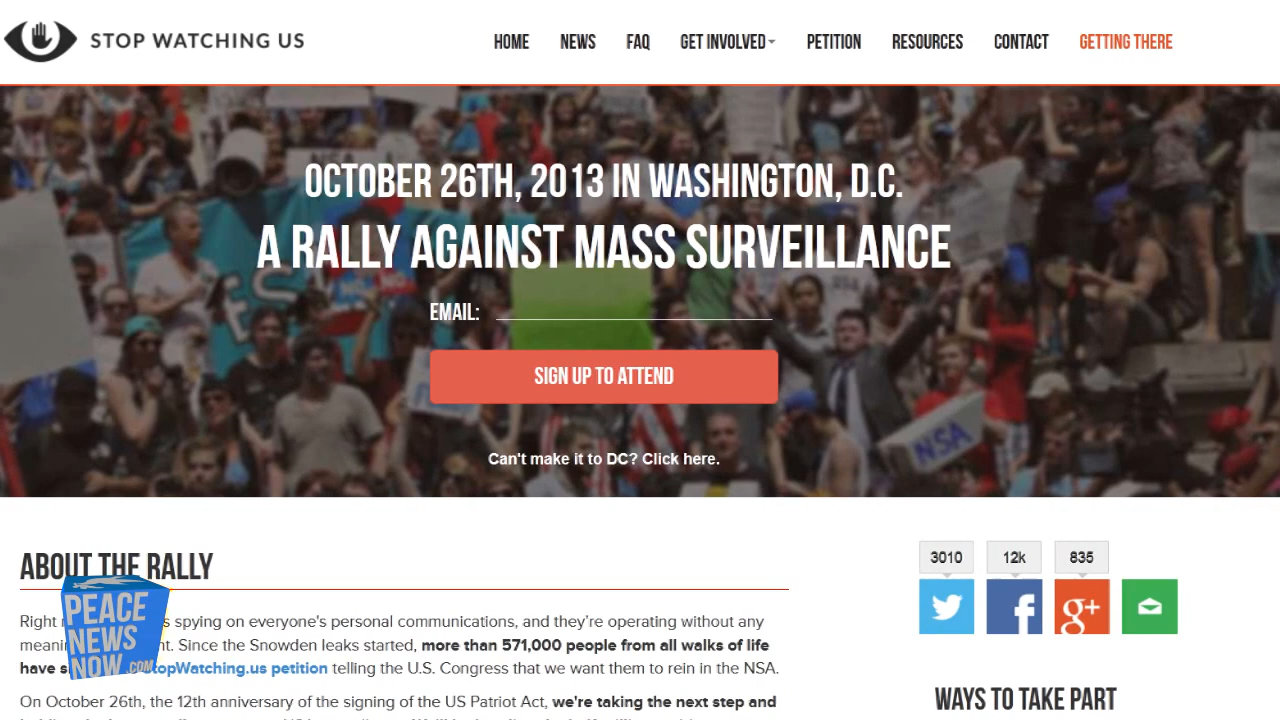 STOP WATCHING US
HOME NEWS FAQ GET INVOLVED PETITION RESOURCES CONTACT GETTING THERE
OCTOBER 26TH, 2013 IN WASHINGTON, D.C.
A RALLY AGAINST MASS SURVEILLANCE
EMAIL:
SIGN UP TO ATTEND
NSA
Can't make it to DC? Click here.
ABOUT THE RALLY
3010 12k 835
PEACE
NEWS
NOW.COM
Right spying on everyone's personal communications, and they're operating without any
Since the Snowden leaks started, more than 571,000 people from all walks of life
have StopWatching.us petition telling the U.S. Congress that we want them to rein in the NSA.
On October 26th, the 12th anniversary of the signing of the US Patriot Act, we're taking the next step and
WAYS TO TAKE PART